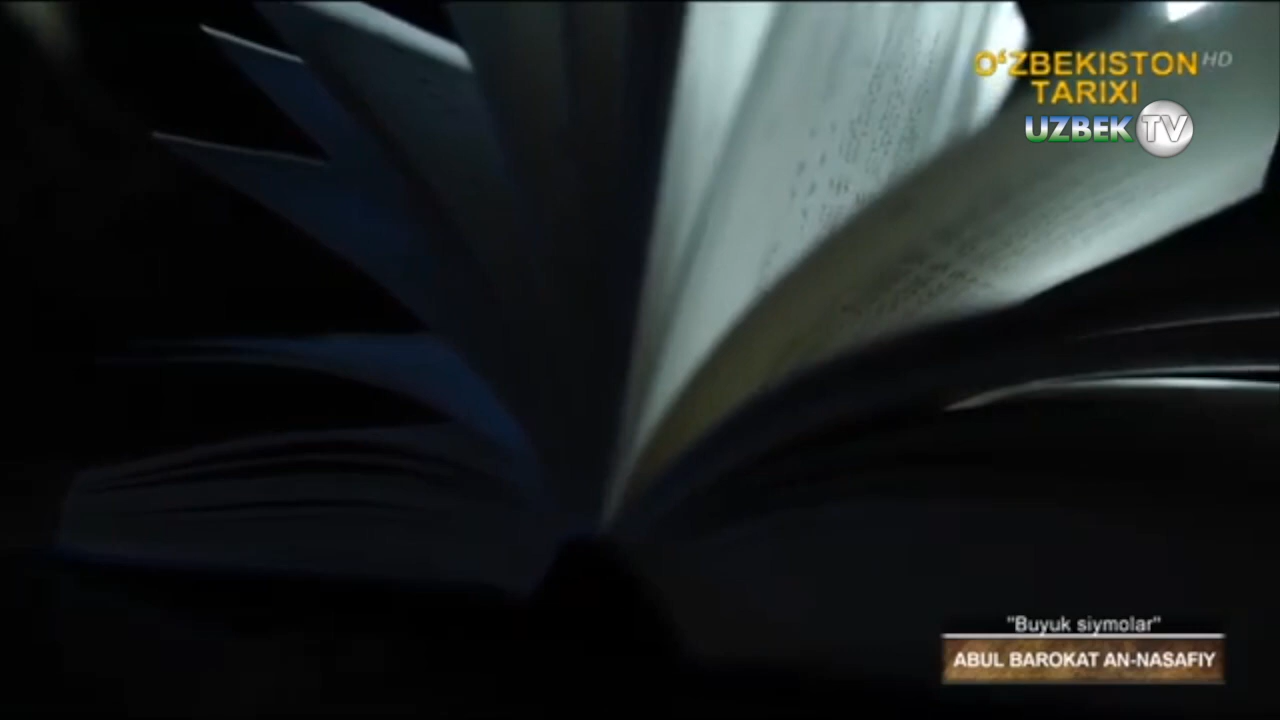 O‘ZBEKISTON HD
TARIXI
UZBEK TV
"Buyuk siymolar"
ABUL BAROKAT AN-NASAFIY